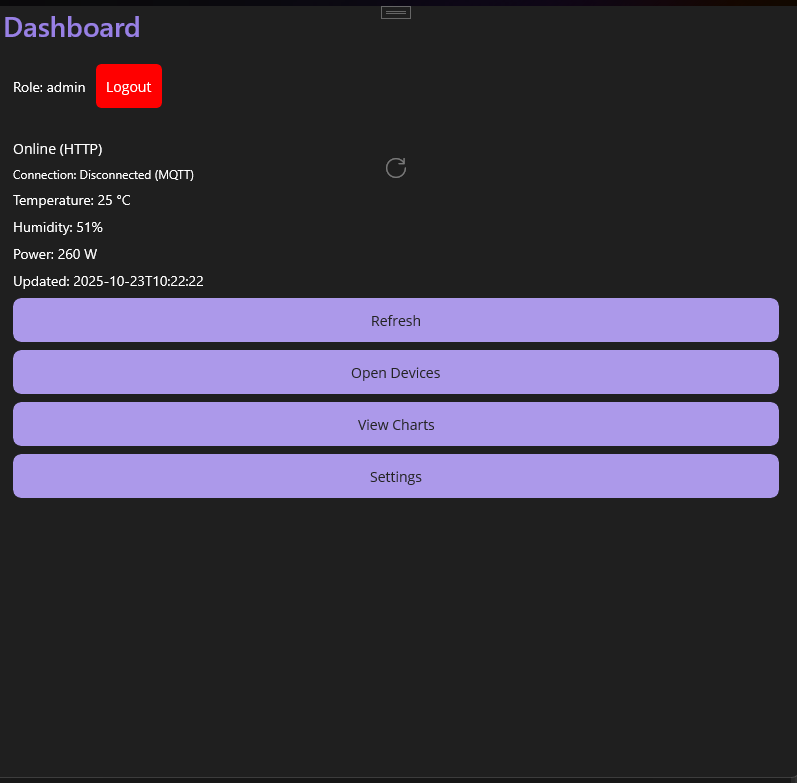 Dashboard
Role: admin Logout
Online (HTTP)
Connection: Disconnected (MQTT)
Temperature: 25 °C
Humidity: 51%
Power: 260 W
Updated: 2025-10-23T10:22:22
Refresh
Open Devices
View Charts
Settings